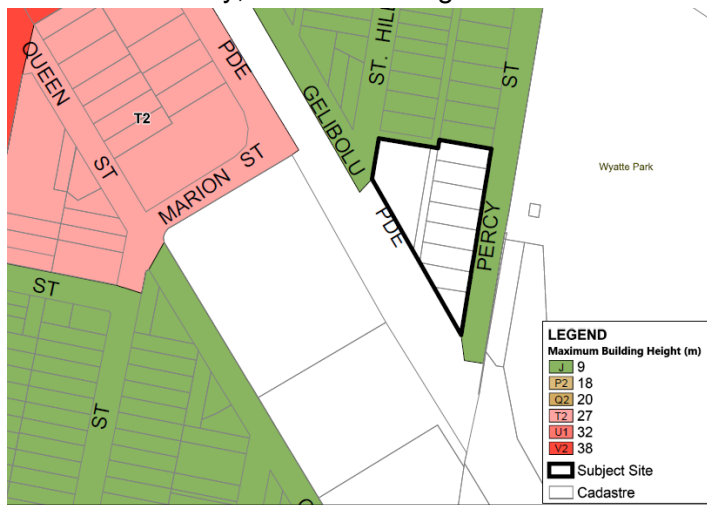 QUEEN ST
T2
PDE
MARION ST
GELIBOLU PDE
ST. HIL
ST
PERCY
Wyatte Park
ST
ST
LEGEND
Maximum Building Height (m)
J 9
P2 18
Q2 20
T2 27
U1 32
V2 38
Subject Site
Cadastre